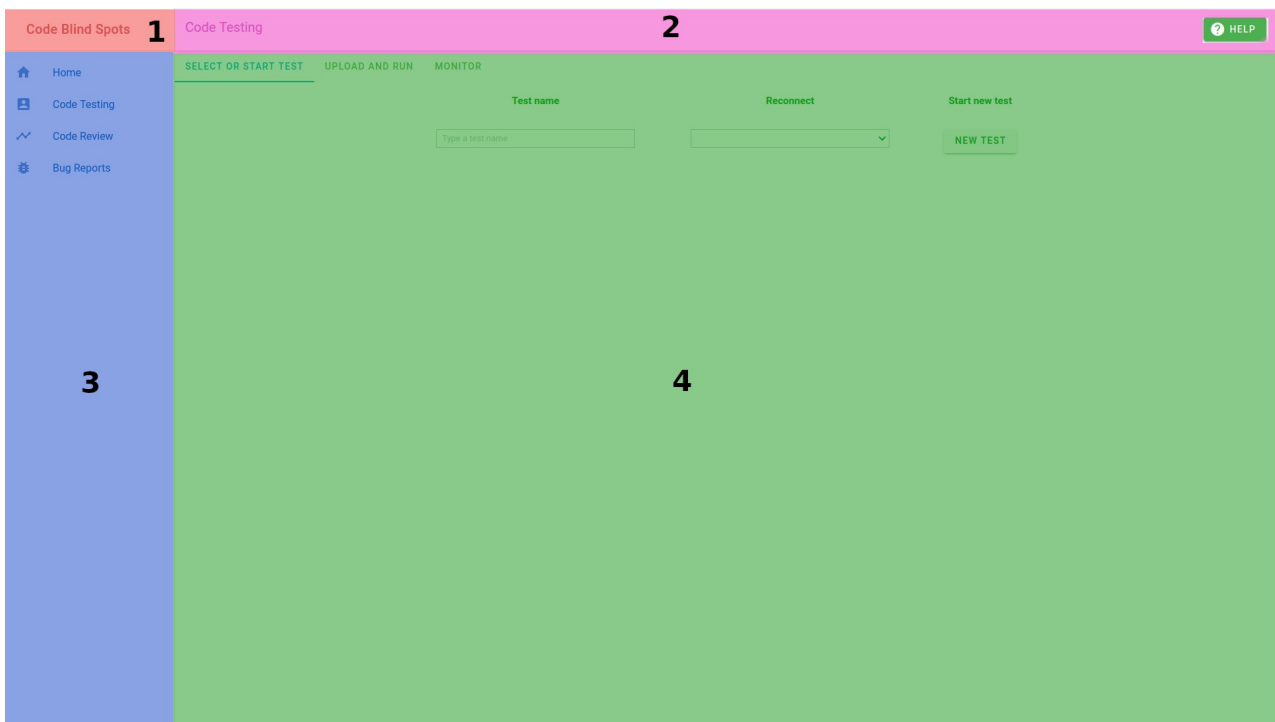 Code Blind Spots
1
Code Testing
2
HELP
Home
Code Testing
Code Review
Bug Reports
3
SELECT OR START TEST UPLOAD AND RUN MONITOR
Test name Reconnect Start new test
Type a test name NEW TEST
4